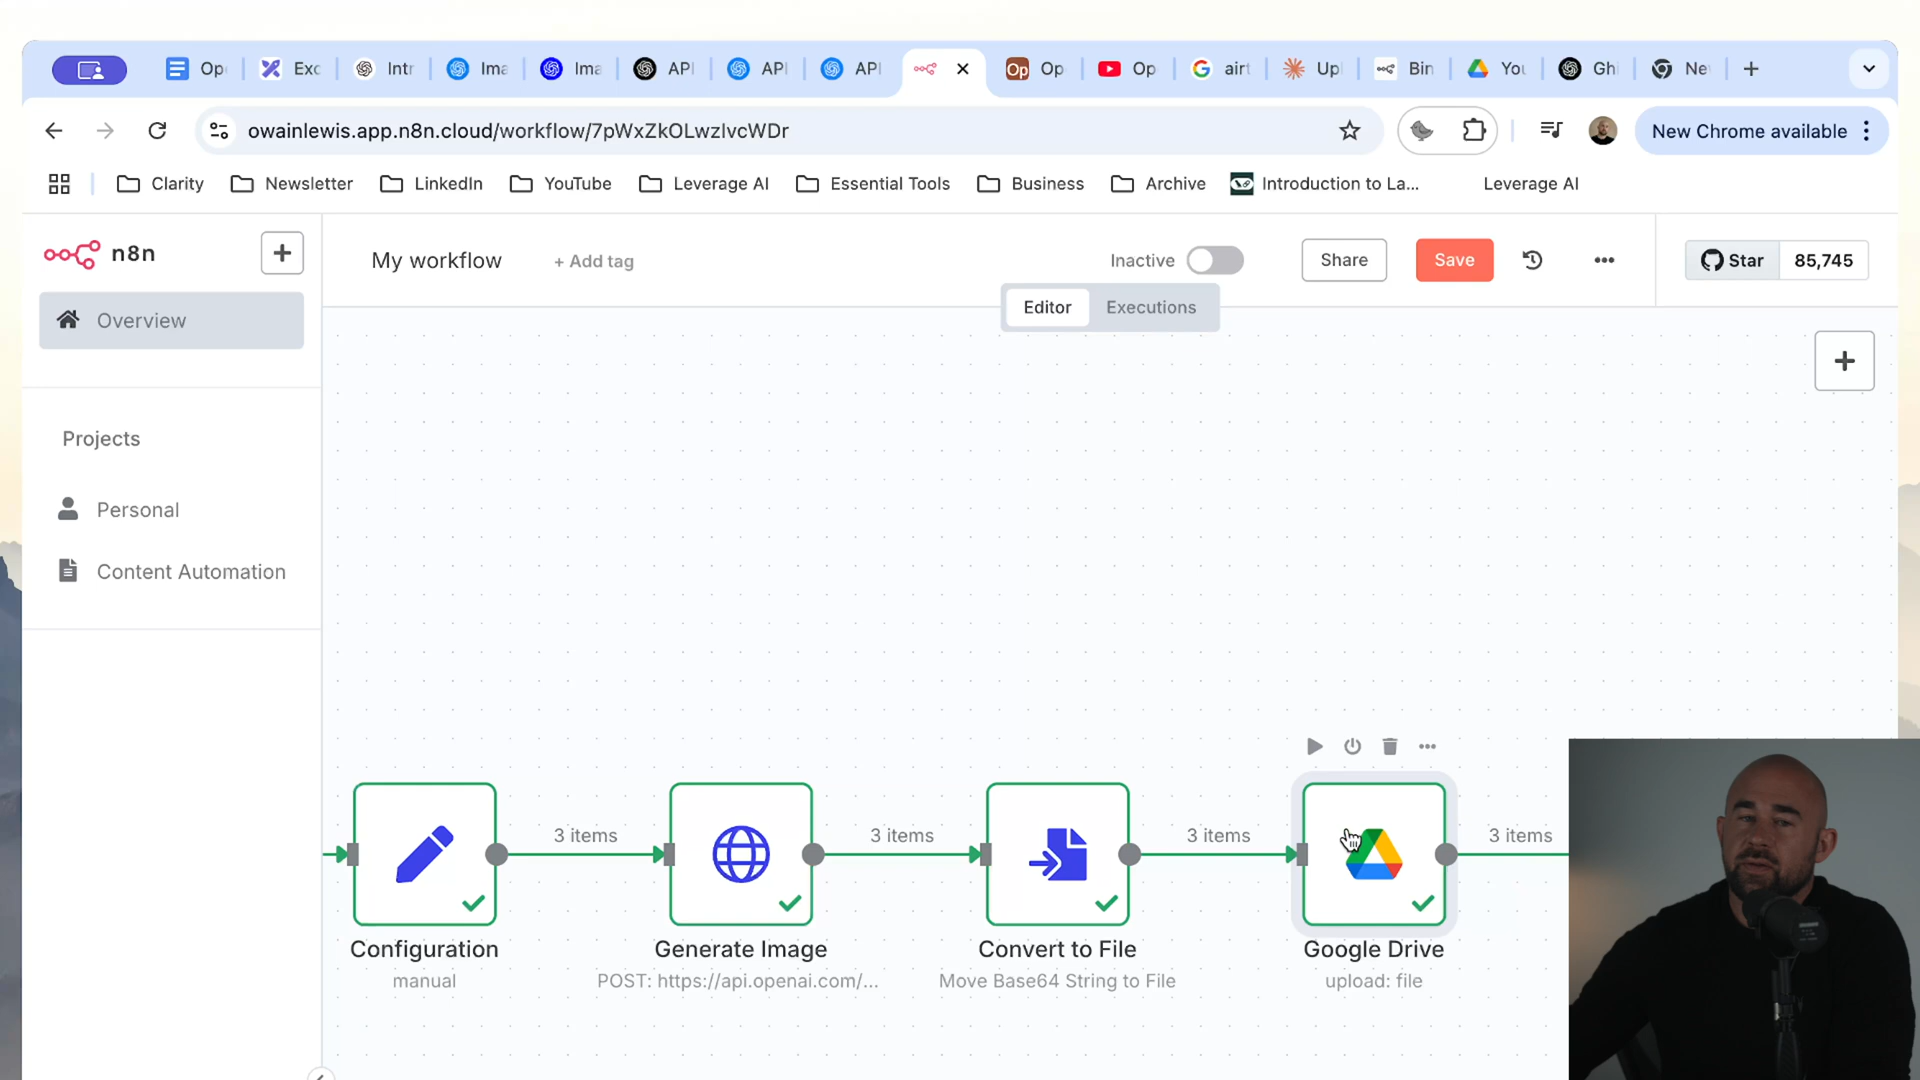 Op
Exc
Intr
Ima
Ima
API
API
API
Op
Op
Op
airt
Upl
Bin
You
Ghi
Ne
owainlewis.app.n8n.cloud/workflow/7pWxZkOLwzIvcWDr
New Chrome available
Clarity
Newsletter
LinkedIn
YouTube
Leverage AI
Essential Tools
Business
Archive
Introduction to La...
Leverage AI
n8n
My workflow
+ Add tag
Inactive
Share
Save
Star
85,745
Editor
Executions
Overview
Projects
Personal
Content Automation
3 items
3 items
3 items
3 items
Configuration
manual
Generate Image
POST: https://api.openai.com/...
Convert to File
Move Base64 String to File
Google Drive
upload: file